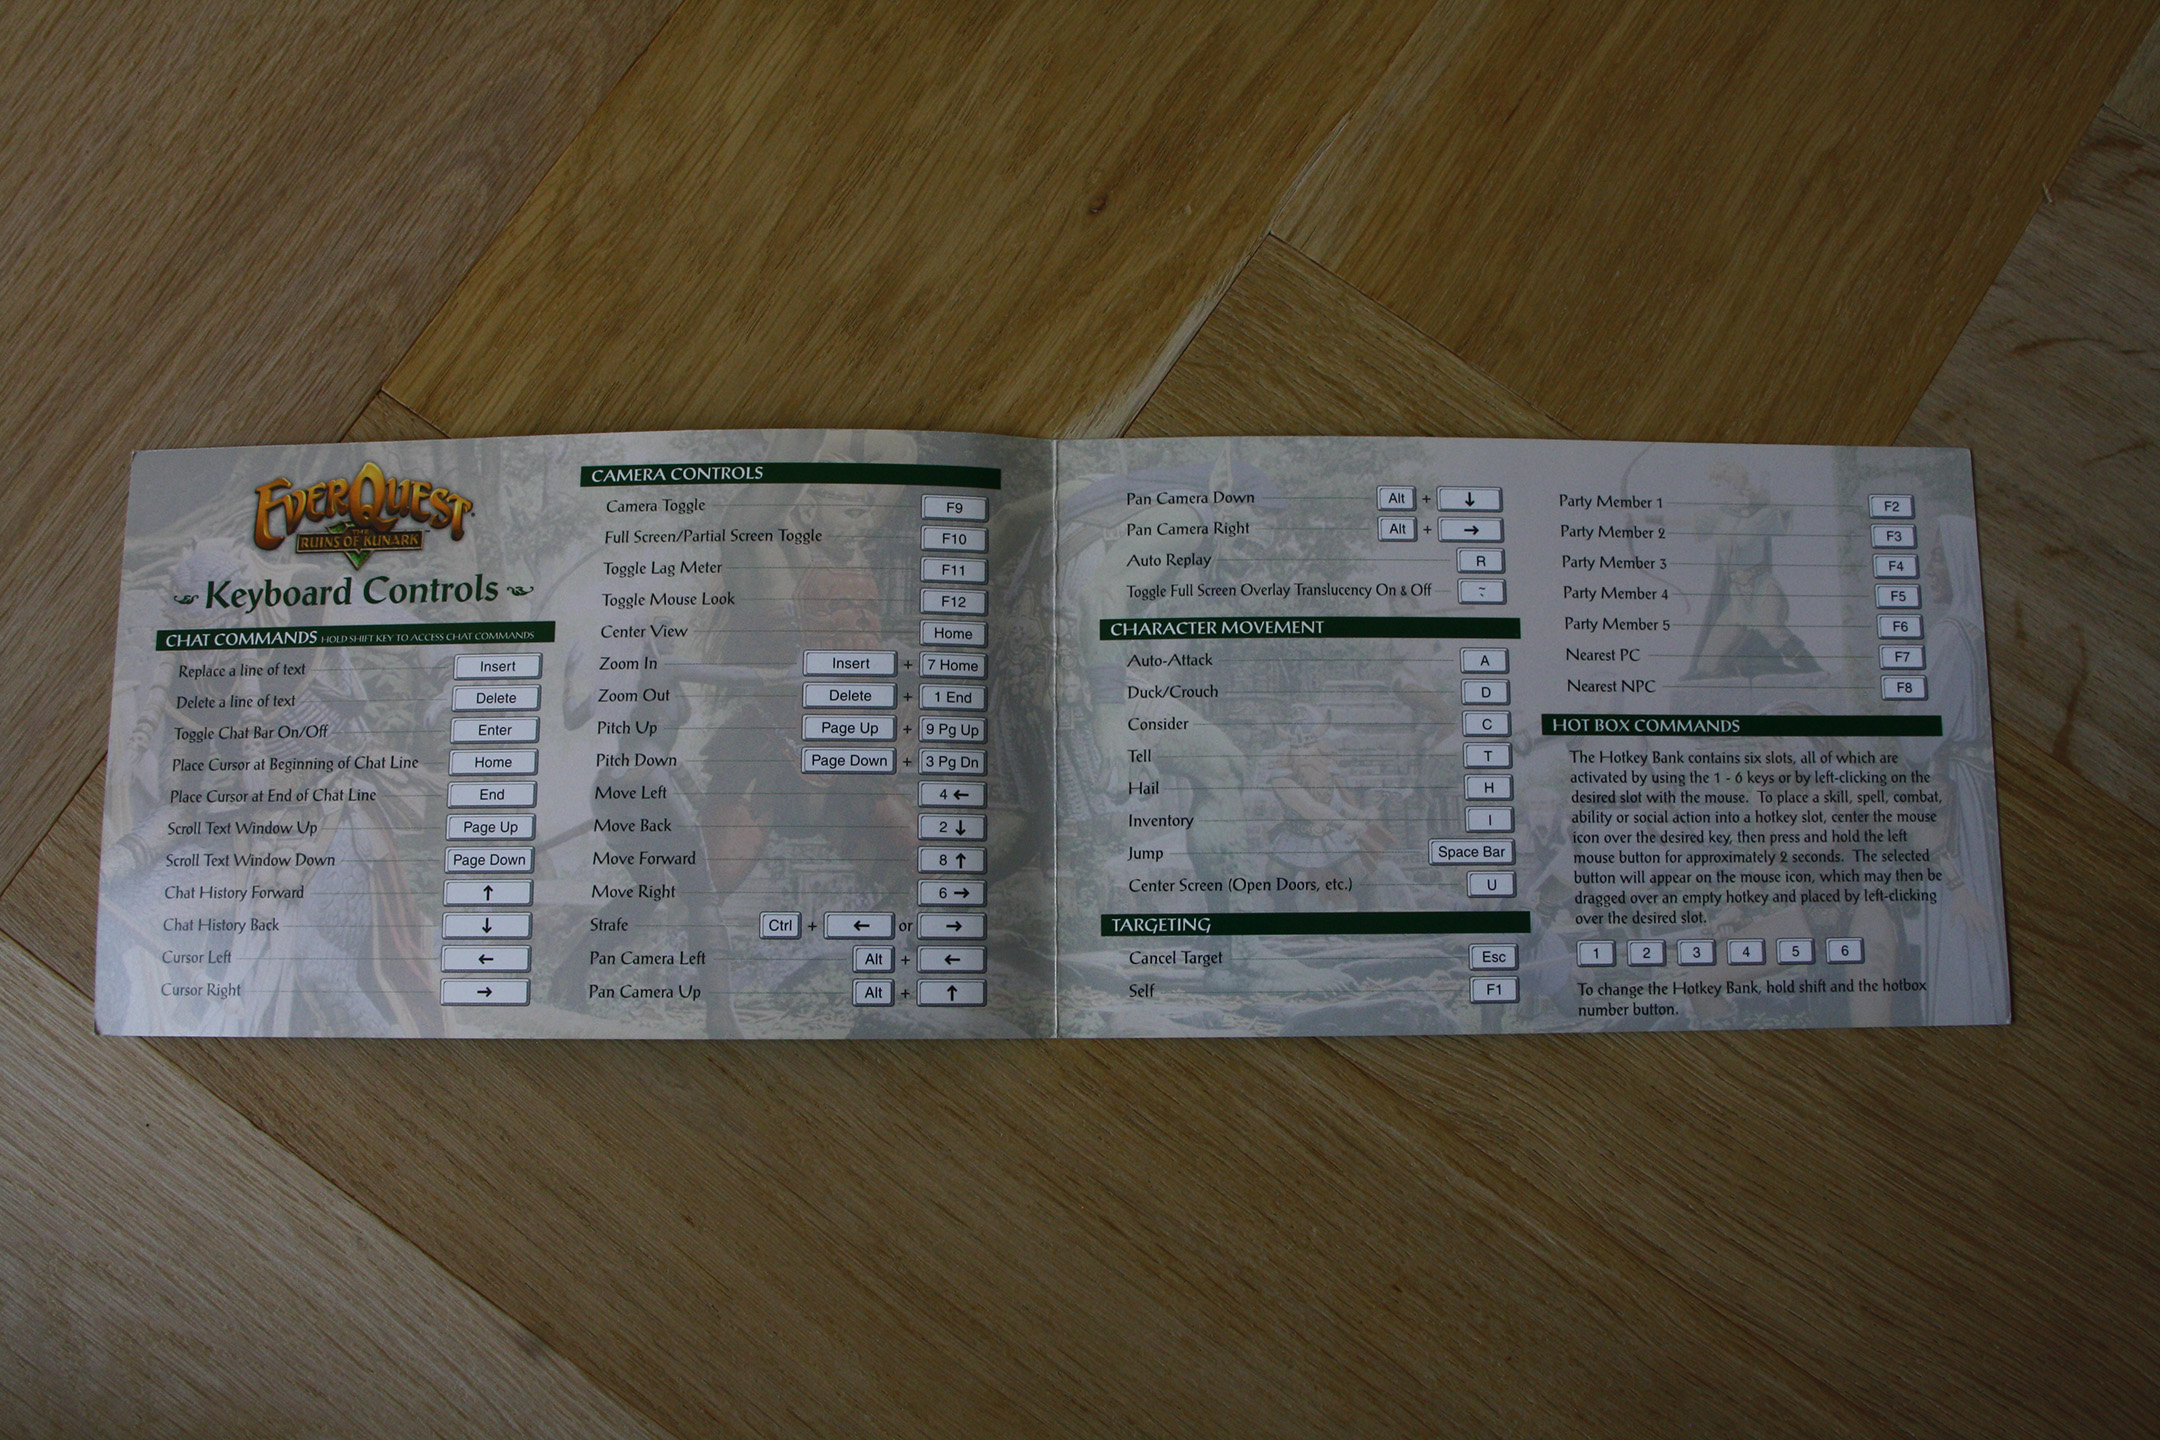 EVERQUEST
THE
RUINS OF KUNARK
Keyboard Controls
CHAT COMMANDS HOLD SHIFT KEY TO ACCESS CHAT COMMANDS
Replace a line of text Insert
Delete a line of text Delete
Toggle Chat Bar On/Off Enter
Place Cursor at Beginning of Chat Line Home
Place Cursor at End of Chat Line End
Scroll Text Window Up Page Up
Scroll Text Window Down Page Down
Chat History Forward ↑
Chat History Back ↓
Cursor Left ←
Cursor Right →
CAMERA CONTROLS
Camera Toggle F9
Full Screen/Partial Screen Toggle F10
Toggle Lag Meter F11
Toggle Mouse Look F12
Center View Home
Zoom In Insert + 7 Home
Zoom Out Delete + 1 End
Pitch Up Page Up + 9 Pg Up
Pitch Down Page Down + 3 Pg Dn
Move Left 4 ←
Move Back 2 ↓
Move Forward 8 ↑
Move Right 6 →
Strafe Ctrl + ← or →
Pan Camera Left Alt + ←
Pan Camera Up Alt + ↑
Pan Camera Down Alt + ↓
Pan Camera Right Alt + →
Auto Replay R
Toggle Full Screen Overlay Translucency On & Off ~
CHARACTER MOVEMENT
Auto-Attack A
Duck/Crouch D
Consider C
Tell T
Hail H
Inventory I
Jump Space Bar
Center Screen (Open Doors, etc.) U
TARGETING
Cancel Target Esc
Self F1
Party Member 1 F2
Party Member 2 F3
Party Member 3 F4
Party Member 4 F5
Party Member 5 F6
Nearest PC F7
Nearest NPC F8
HOT BOX COMMANDS
The Hotkey Bank contains six slots, all of which are
activated by using the 1 - 6 keys or by left-clicking on the
desired slot with the mouse. To place a skill, spell, combat,
ability or social action into a hotkey slot, center the mouse
icon over the desired key, then press and hold the left
mouse button for approximately 2 seconds. The selected
button will appear on the mouse icon, which may then be
dragged over an empty hotkey and placed by left-clicking
over the desired slot.
1 2 3 4 5 6
To change the Hotkey Bank, hold shift and the hotbox
number button.